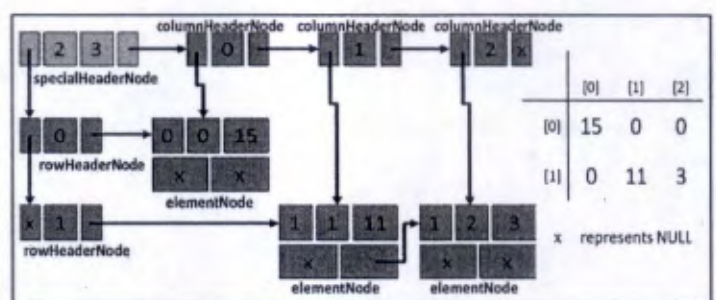 columnHeaderNode columnHeaderNode columnHeaderNode
2 3 0 1 2 x
specialHeaderNode
[0] [1] [2]
0 0 0 15
[0] 15 0 0
rowHeaderNode
x x
[1] 0 11 3
elementNode
x 1 1 1 11 1 2 3
x represents NULL
rowHeaderNode
x x x
elementNode elementNode